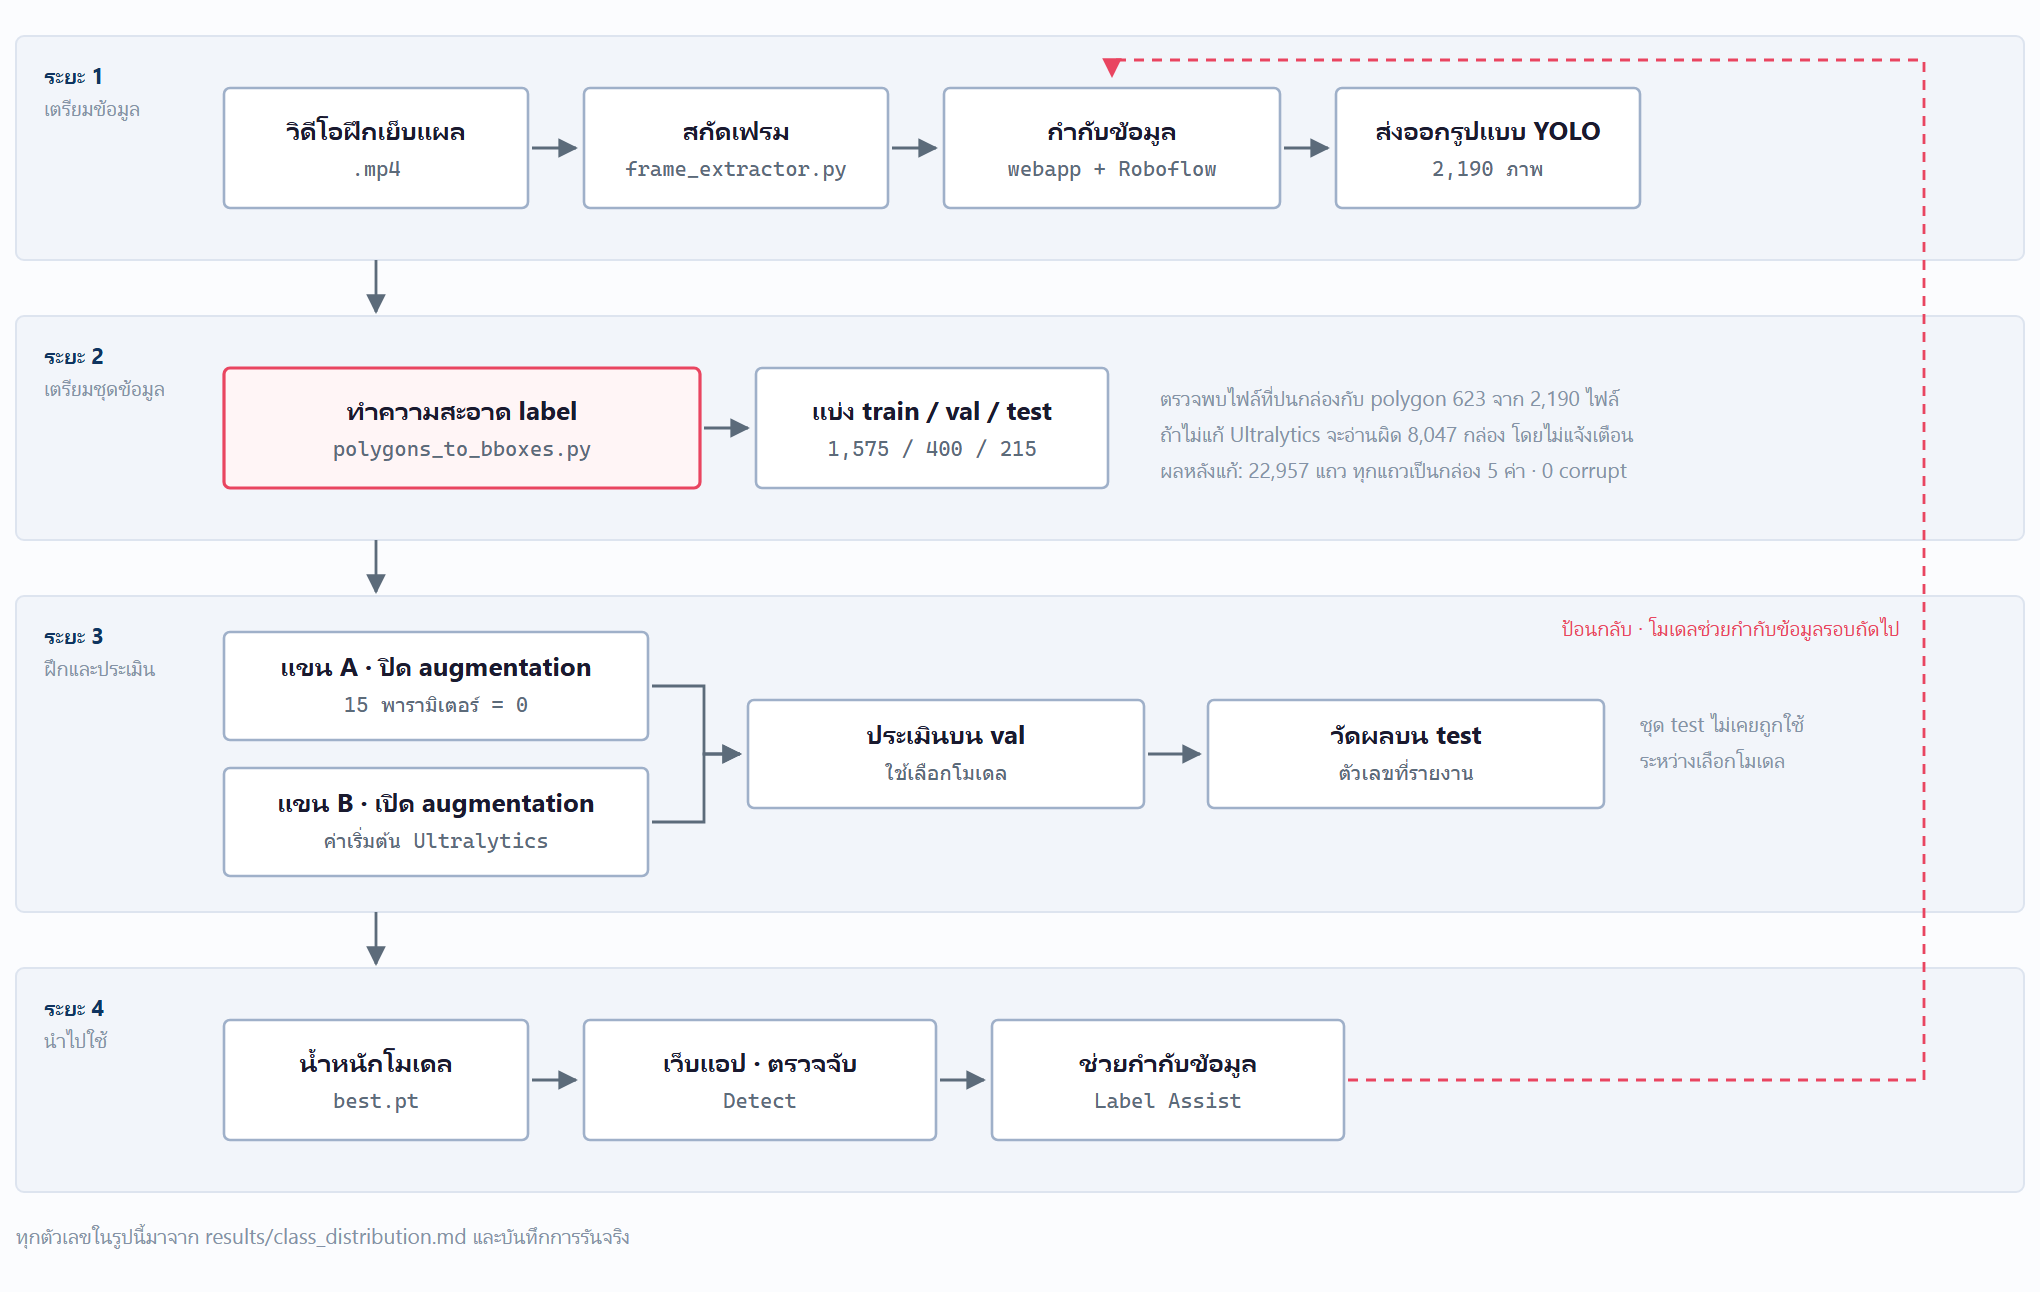 ระยะ 1
เตรียมข้อมูล
วิดีโอฝึกเย็บแผล
.mp4
สกัดเฟรม
frame_extractor.py
กำกับข้อมูล
webapp + Roboflow
ส่งออกรูปแบบ YOLO
2,190 ภาพ
ระยะ 2
เตรียมชุดข้อมูล
ทำความสะอาด label
polygons_to_bboxes.py
แบ่ง train / val / test
1,575 / 400 / 215
ตรวจพบไฟล์ที่ปนกล่องกับ polygon 623 จาก 2,190 ไฟล์
ถ้าไม่แก้ Ultralytics จะอ่านผิด 8,047 กล่อง โดยไม่แจ้งเตือน
ผลหลังแก้: 22,957 แถว ทุกแถวเป็นกล่อง 5 ค่า · 0 corrupt
ระยะ 3
ฝึกและประเมิน
ป้อนกลับ · โมเดลช่วยกำกับข้อมูลรอบถัดไป
แขน A · ปิด augmentation
15 พารามิเตอร์ = 0
แขน B · เปิด augmentation
ค่าเริ่มต้น Ultralytics
ประเมินบน val
ใช้เลือกโมเดล
วัดผลบน test
ตัวเลขที่รายงาน
ชุด test ไม่เคยถูกใช้
ระหว่างเลือกโมเดล
ระยะ 4
นำไปใช้
น้ำหนักโมเดล
best.pt
เว็บแอป · ตรวจจับ
Detect
ช่วยกำกับข้อมูล
Label Assist
ทุกตัวเลขในรูปนี้มาจาก results/class_distribution.md และบันทึกการรันจริง